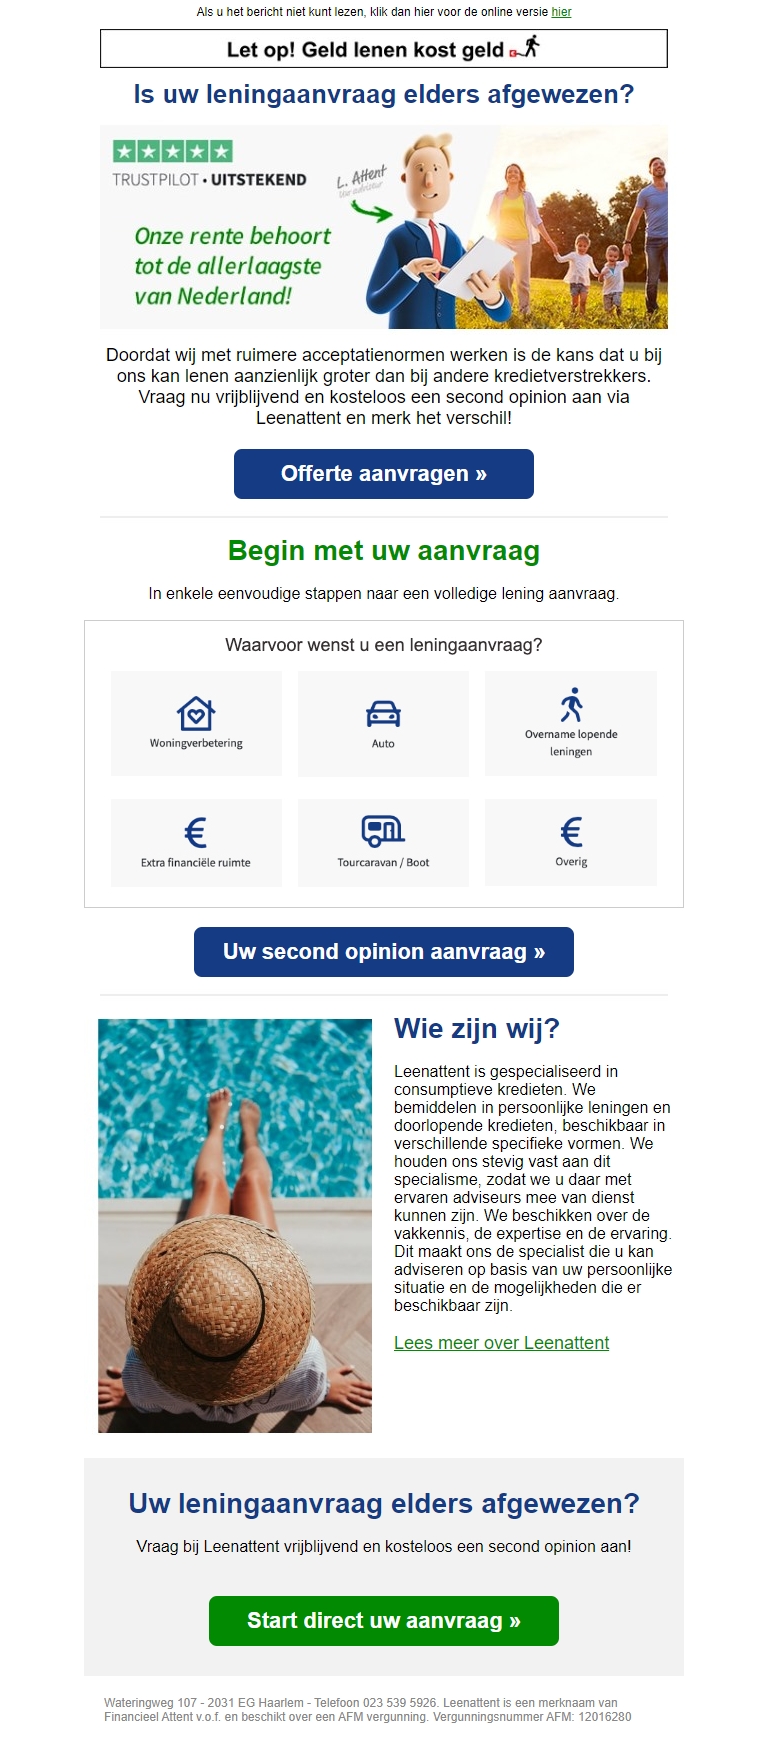 Als u het bericht niet kunt lezen, klik dan hier voor de online versie hier
Let op! Geld lenen kost geld
Is uw leningaanvraag elders afgewezen?
TRUSTPILOT • UITSTEKEND
L. Attent
Uw adviseur
Onze rente behoort
tot de allerlaagste
van Nederland!
Doordat wij met ruimere acceptatienormen werken is de kans dat u bij
ons kan lenen aanzienlijk groter dan bij andere kredietverstrekkers.
Vraag nu vrijblijvend en kosteloos een second opinion aan via
Leenattent en merk het verschil!
Offerte aanvragen »
Begin met uw aanvraag
In enkele eenvoudige stappen naar een volledige lening aanvraag.
Waarvoor wenst u een leningaanvraag?
Woningverbetering
Auto
Overname lopende
leningen
€
Extra financiële ruimte
Tourcaravan / Boot
€
Overig
Uw second opinion aanvraag »
Wie zijn wij?
Leenattent is gespecialiseerd in
consumptieve kredieten. We
bemiddelen in persoonlijke leningen en
doorlopende kredieten, beschikbaar in
verschillende specifieke vormen. We
houden ons stevig vast aan dit
specialisme, zodat we u daar met
ervaren adviseurs mee van dienst
kunnen zijn. We beschikken over de
vakkennis, de expertise en de ervaring.
Dit maakt ons de specialist die u kan
adviseren op basis van uw persoonlijke
situatie en de mogelijkheden die er
beschikbaar zijn.
Lees meer over Leenattent
Uw leningaanvraag elders afgewezen?
Vraag bij Leenattent vrijblijvend en kosteloos een second opinion aan!
Start direct uw aanvraag »
Wateringweg 107 - 2031 EG Haarlem - Telefoon 023 539 5926. Leenattent is een merknaam van
Financieel Attent v.o.f. en beschikt over een AFM vergunning. Vergunningsnummer AFM: 12016280